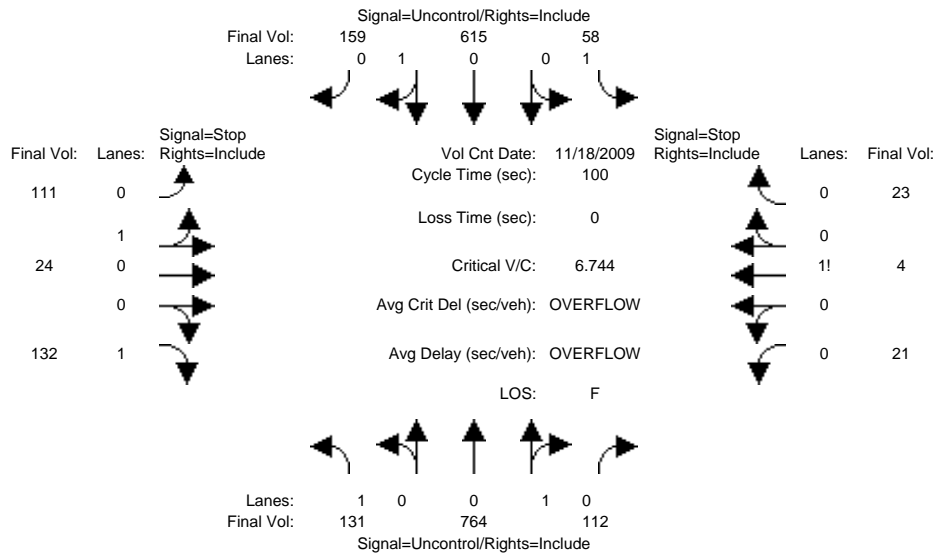 Signal=Uncontrol/Rights=Include
Final Vol: 159 615 58
Lanes: 0 1 0 0 1
Signal=Stop
Final Vol: Lanes: Rights=Include
Vol Cnt Date: 11/18/2009
Signal=Stop
Rights=Include Lanes: Final Vol:
Cycle Time (sec): 100
111 0
0 23
Loss Time (sec): 0
1
0
24 0
Critical V/C: 6.744
1! 4
0
Avg Crit Del (sec/veh): OVERFLOW
0
132 1
Avg Delay (sec/veh): OVERFLOW
0 21
LOS: F
Lanes: 1 0 0 1 0
Final Vol: 131 764 112
Signal=Uncontrol/Rights=Include